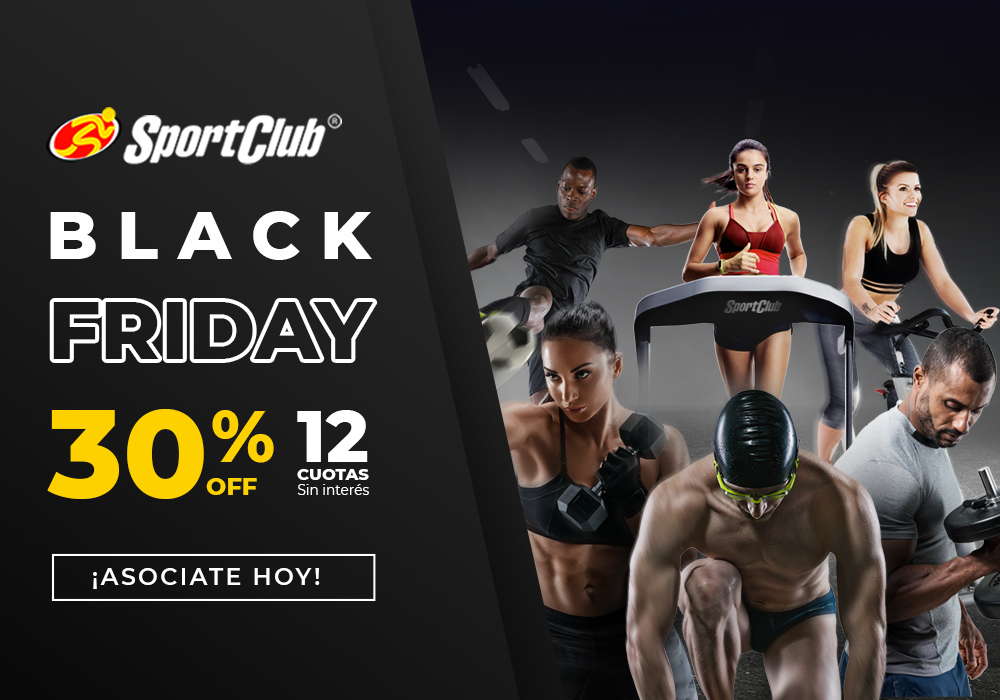 SportClub®
BLACK
FRIDAY
30% OFF
12
CUOTAS
Sin interés
¡ASOCIATE HOY!
SportClub